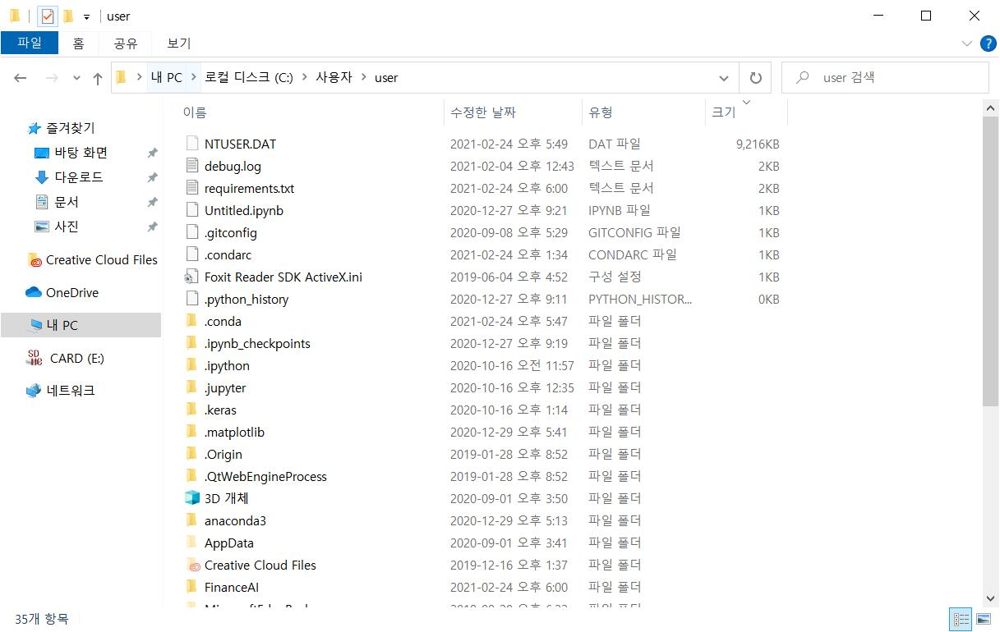 user
파일 홈 공유 보기
내 PC 로컬 디스크 (C:) 사용자 user user 검색
즐겨찾기
바탕 화면
다운로드
문서
사진
Creative Cloud Files
OneDrive
내 PC
SD HC CARD (E:)
네트워크
이름 수정한 날짜 유형 크기
NTUSER.DAT 2021-02-24 오후 5:49 DAT 파일 9,216KB
debug.log 2021-02-04 오후 12:43 텍스트 문서 2KB
requirements.txt 2021-02-24 오후 6:00 텍스트 문서 2KB
Untitled.ipynb 2020-12-27 오후 9:21 IPYNB 파일 1KB
.gitconfig 2020-09-08 오후 5:29 GITCONFIG 파일 1KB
.condarc 2021-02-24 오후 1:34 CONDARC 파일 1KB
Foxit Reader SDK ActiveX.ini 2019-06-04 오후 4:52 구성 설정 1KB
.python_history 2020-12-27 오후 9:11 PYTHON_HISTOR... 0KB
.conda 2021-02-24 오후 5:47 파일 폴더
.ipynb_checkpoints 2020-12-27 오후 9:19 파일 폴더
.ipython 2020-10-16 오전 11:57 파일 폴더
.jupyter 2020-10-16 오후 12:35 파일 폴더
.keras 2020-10-16 오후 1:14 파일 폴더
.matplotlib 2020-12-29 오후 5:41 파일 폴더
.Origin 2019-01-28 오후 8:52 파일 폴더
.QtWebEngineProcess 2019-01-28 오후 8:52 파일 폴더
3D 개체 2020-09-01 오후 3:50 파일 폴더
anaconda3 2020-12-29 오후 5:13 파일 폴더
AppData 2020-09-01 오후 3:41 파일 폴더
Creative Cloud Files 2019-12-16 오후 1:37 파일 폴더
FinanceAI 2021-02-24 오후 6:00 파일 폴더
35개 항목